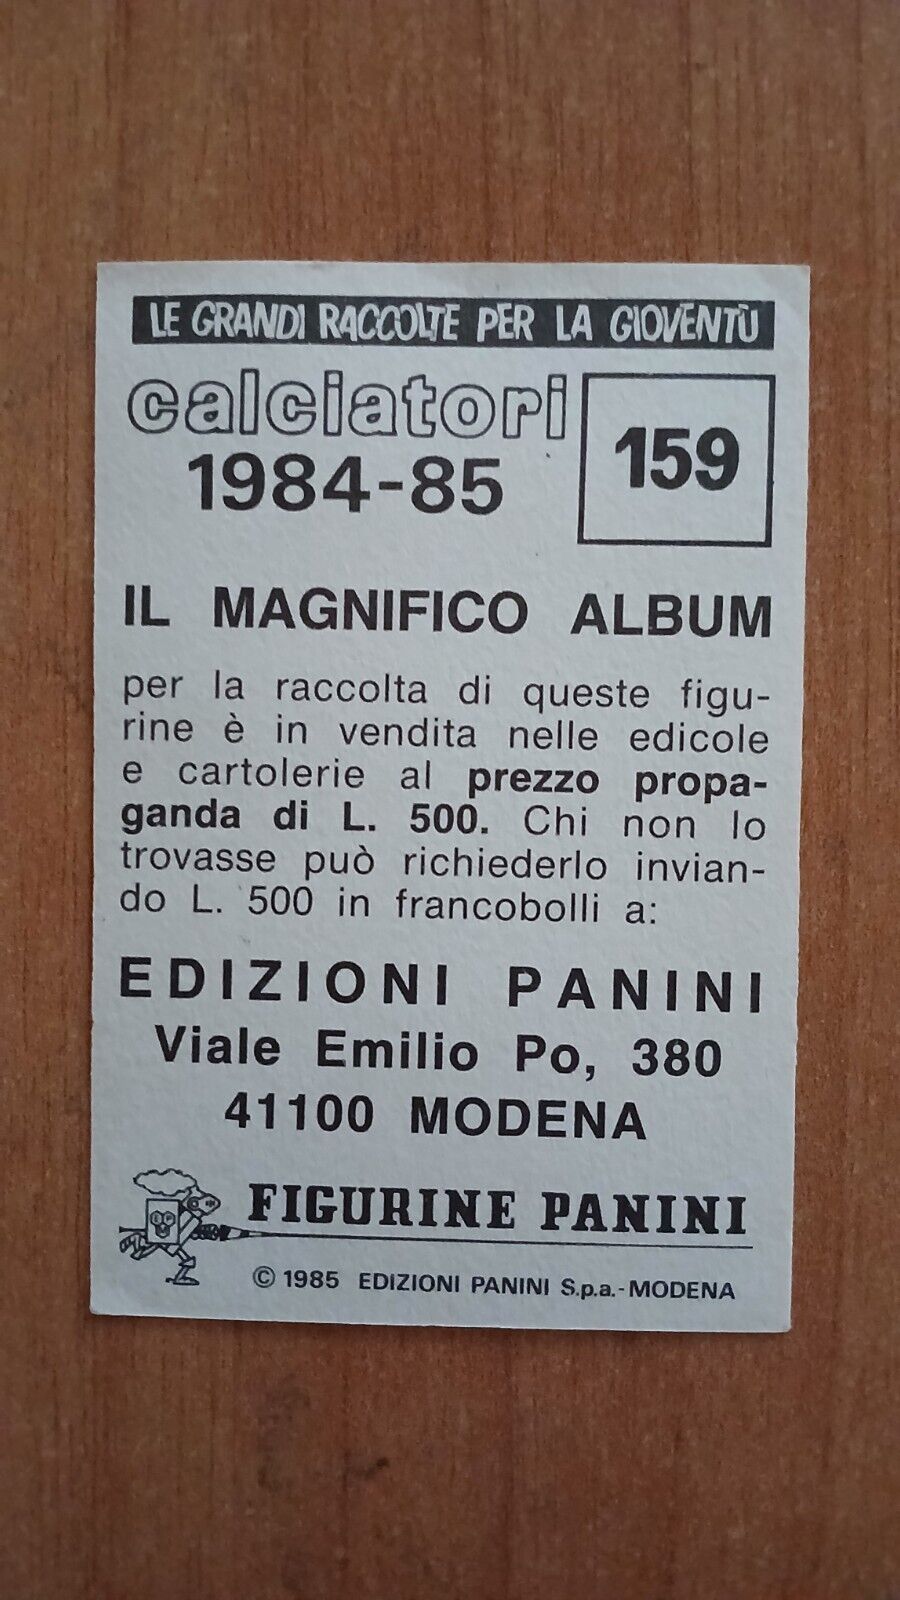 LE GRANDI RACCOLTE PER LA GIOVENTÙ
calciatori
1984-85
159
IL MAGNIFICO ALBUM
per la raccolta di queste figu-
rine è in vendita nelle edicole
e cartolerie al prezzo propa-
ganda di L. 500. Chi non lo
trovasse può richiederlo invian-
do L. 500 in francobolli a:
EDIZIONI PANINI
Viale Emilio Po, 380
41100 MODENA
FIGURINE PANINI
© 1985 EDIZIONI PANINI S.p.a.-MODENA